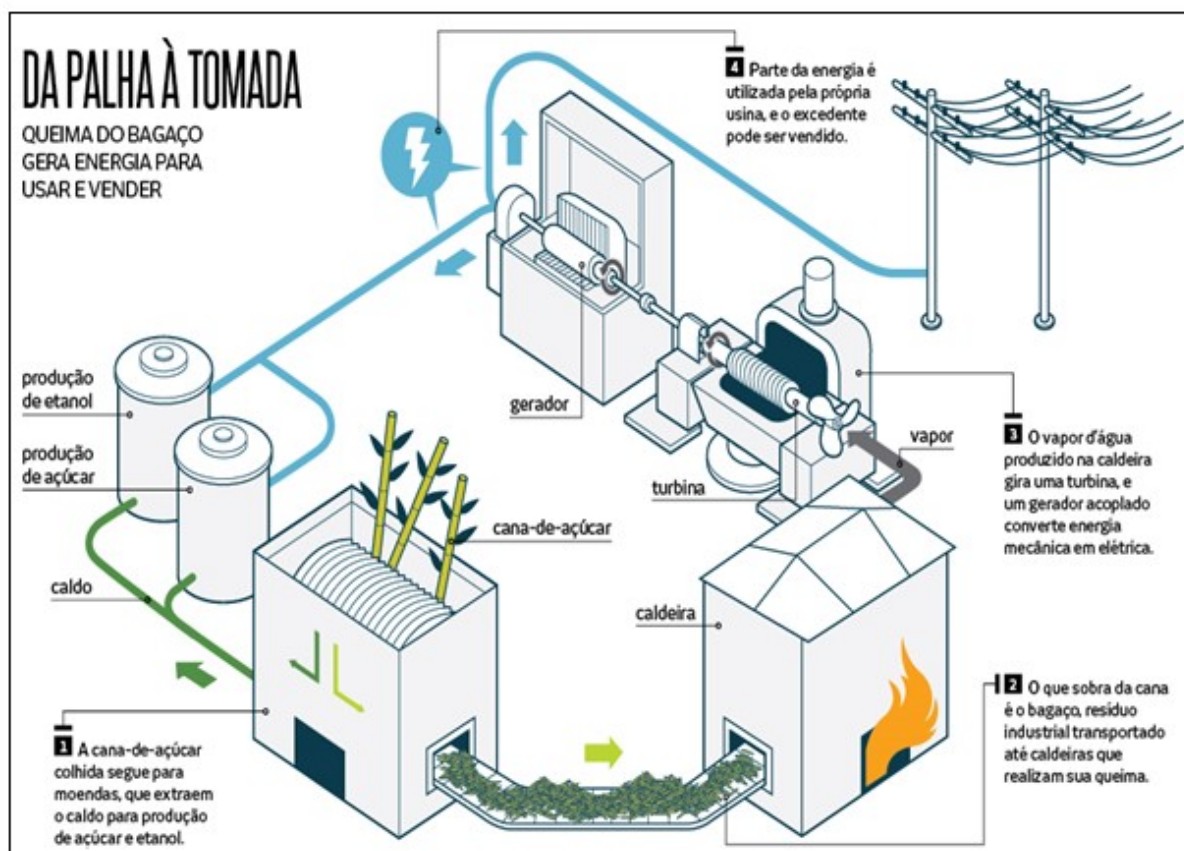 DA PALHA À TOMADA
QUEIMA DO BAGAÇO
GERA ENERGIA PARA
USAR E VENDER
4 Parte da energia é
utilizada pela própria
usina, e o excedente
pode ser vendido.
produção
de etanol
produção
de açúcar
gerador
turbina
vapor
3 O vapor d'água
produzido na caldeira
gira uma turbina, e
um gerador acoplado
converte energia
mecânica em elétrica.
cana-de-açúcar
caldo
caldeira
1 A cana-de-açúcar
colhida segue para
moendas, que extraem
o caldo para produção
de açúcar e etanol.
2 O que sobra da cana
é o bagaço, resíduo
industrial transportado
até caldeiras que
realizam sua queima.